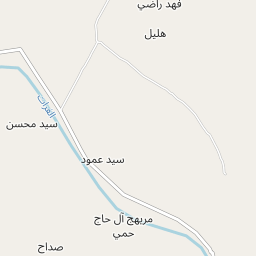 فهد راضي
هليل
الفرات
سيد محسن
سيد عمود
مريهج آل حاج
حمي
صداح